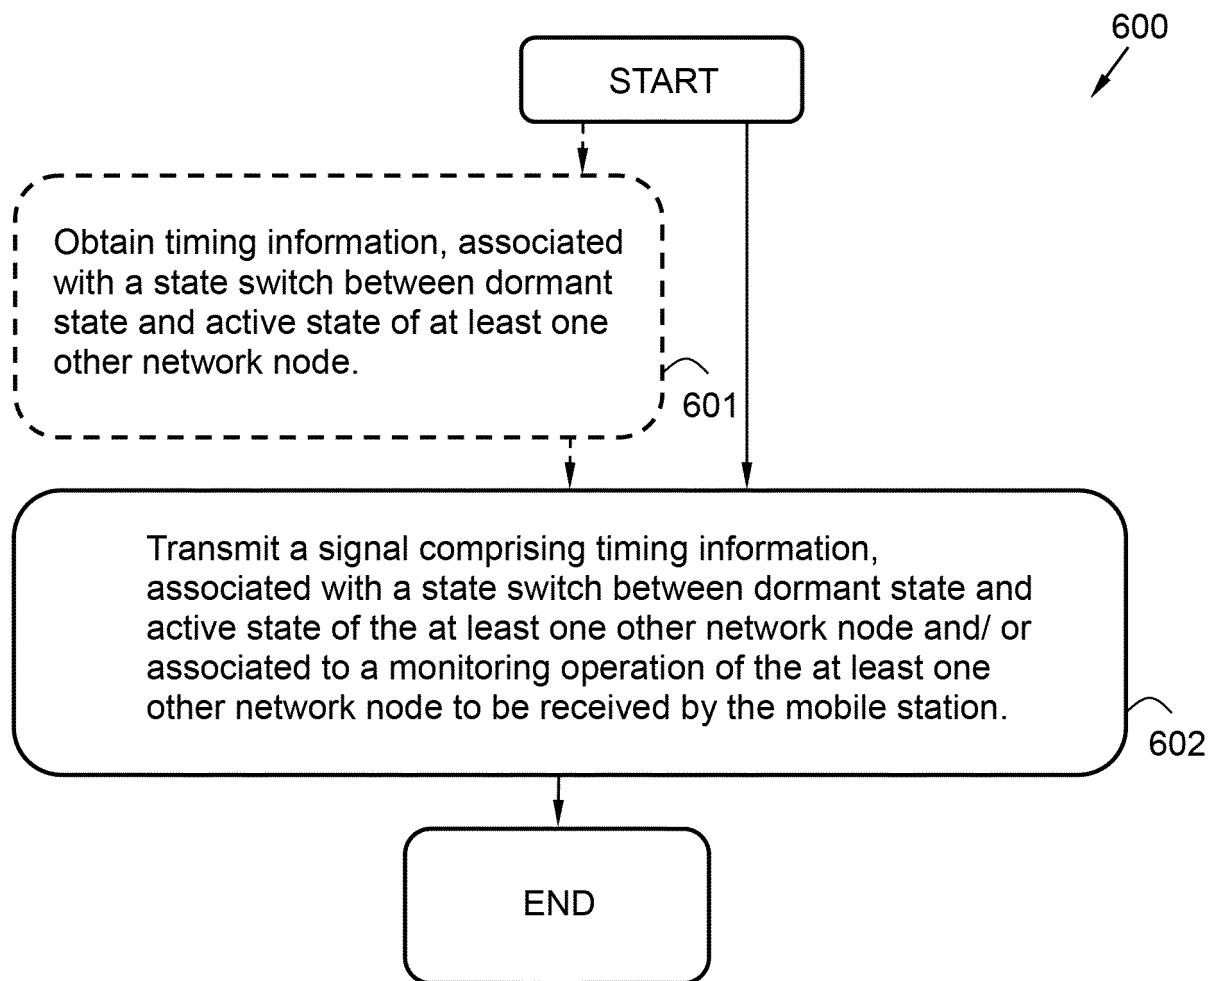 600
START
Obtain timing information, associated
with a state switch between dormant
state and active state of at least one
other network node.
601
Transmit a signal comprising timing information,
associated with a state switch between dormant state and
active state of the at least one other network node and/ or
associated to a monitoring operation of the at least one
other network node to be received by the mobile station.
602
END